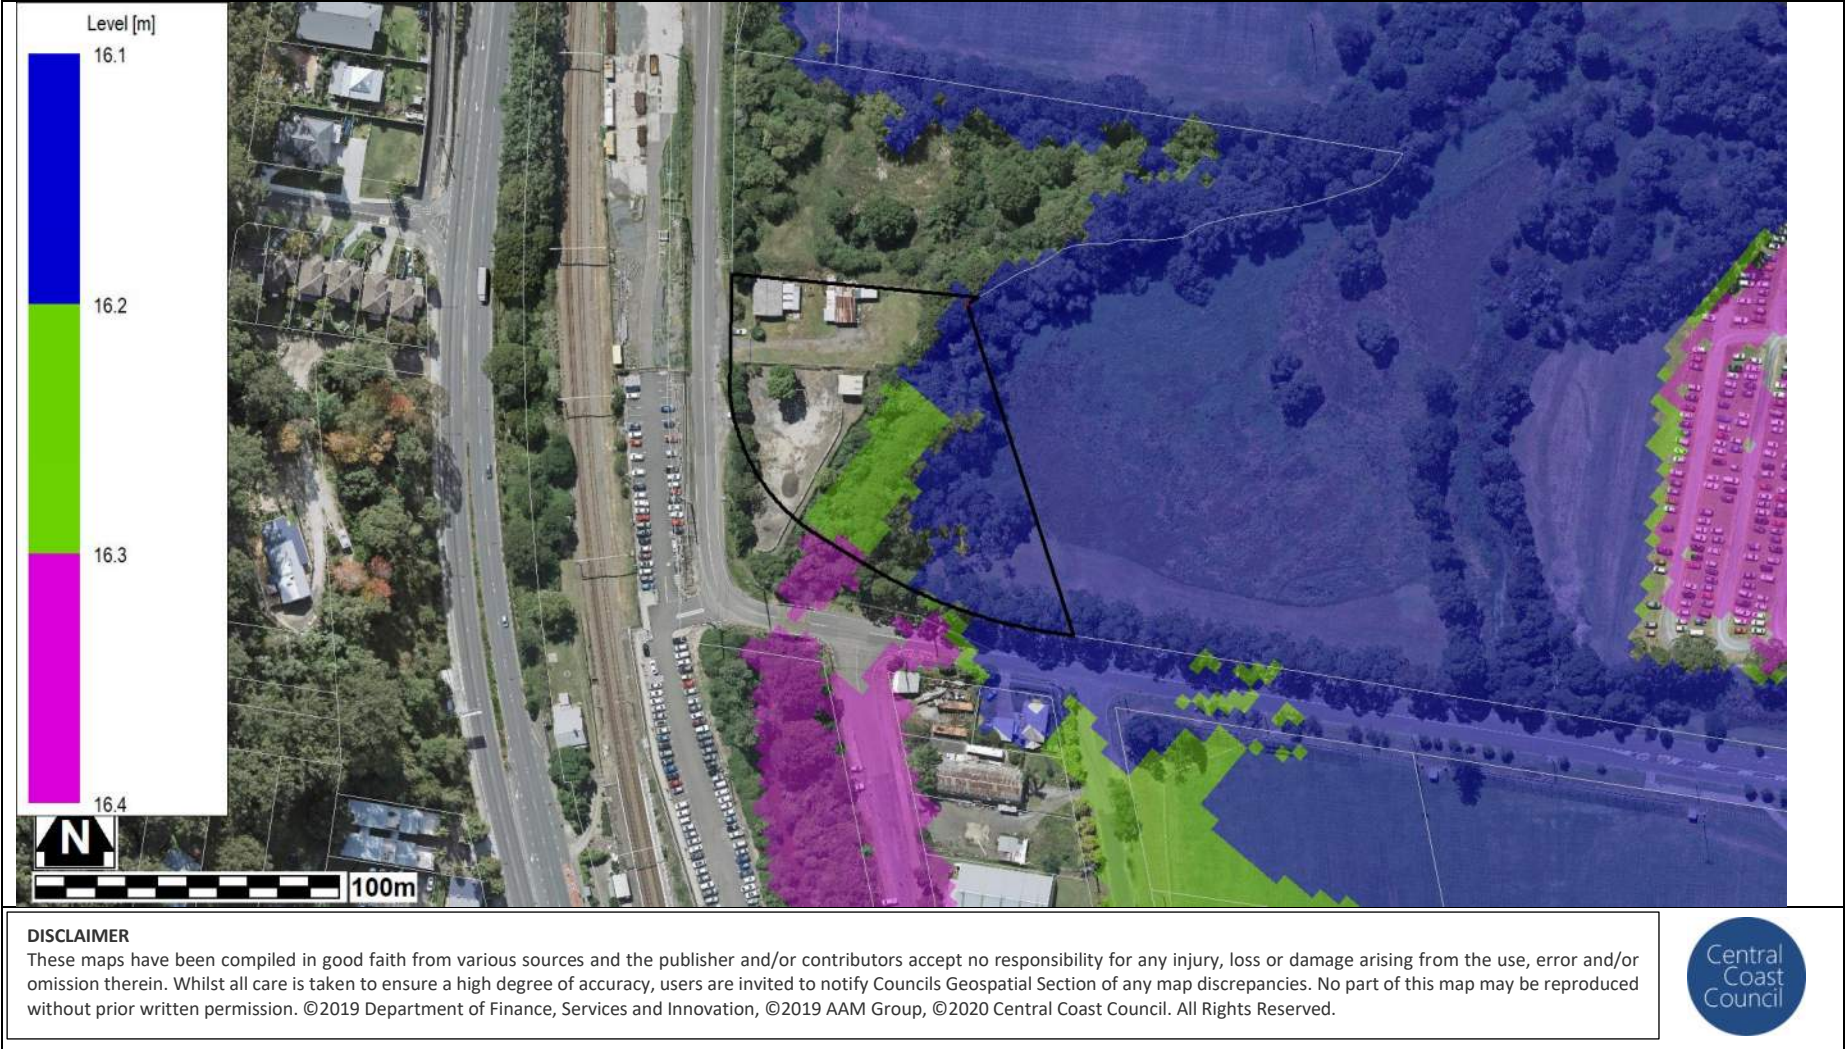 Level [m]
16.1
16.2
16.3
16.4
N
100m
DISCLAIMER
These maps have been compiled in good faith from various sources and the publisher and/or contributors accept no responsibility for any injury, loss or damage arising from the use, error and/or
omission therein. Whilst all care is taken to ensure a high degree of accuracy, users are invited to notify Councils Geospatial Section of any map discrepancies. No part of this map may be reproduced
without prior written permission. ©2019 Department of Finance, Services and Innovation, ©2019 AAM Group, ©2020 Central Coast Council. All Rights Reserved.
Central
Coast
Council